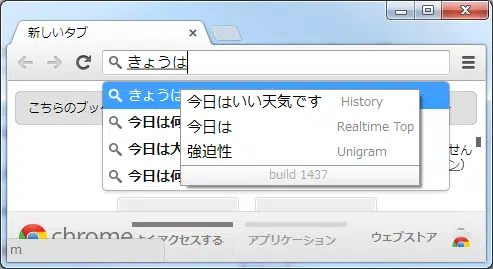 新しいタブ
きょうは
きょうは
こちらのブッ
今日はいい天気です History
今日は Realtime Top
強迫性 Unigram
build 1437
今日は
今日は大
今日は
せん
ン)
chrome
よくアクセスする
アプリケーション
ウェブストア
m